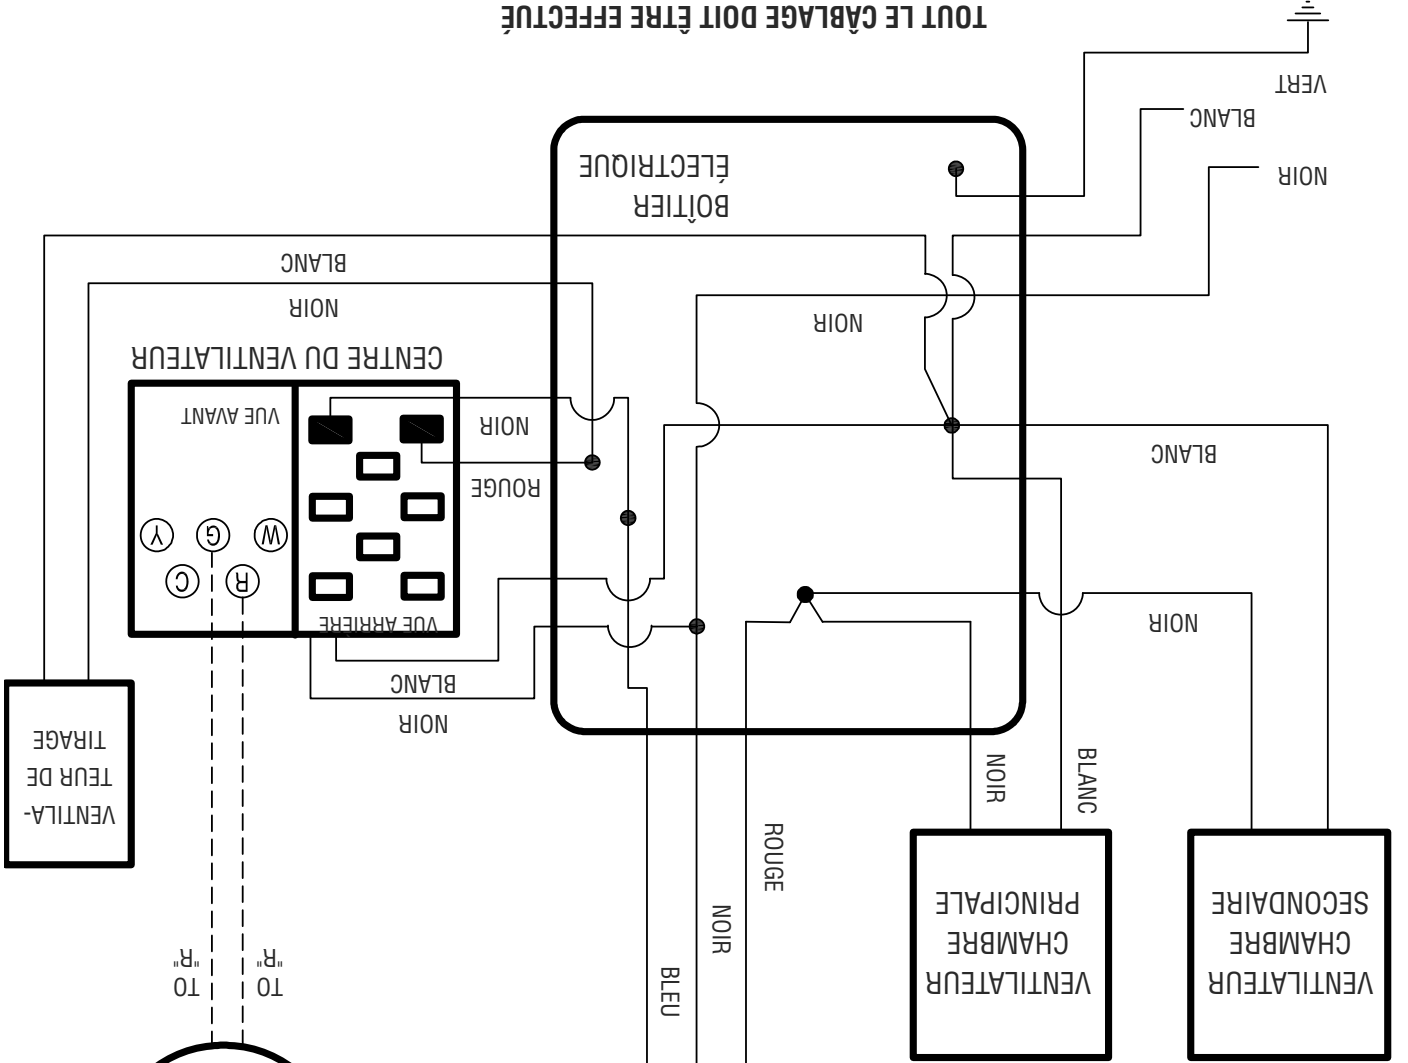 VENTILATEUR
CHAMBRE
SECONDAIRE
VENTILATEUR
CHAMBRE
PRINCIPALE
BLEU
NOIR
ROUGE
NOIR
BLANC
TO
"R"
TO
"R"
VENTILA-
TEUR DE
TIRAGE
NOIR
BLANC
NOIR
VUE ARRIÈRE
R
C
W
G
Y
ROUGE
NOIR
BLANC
VUE AVANT
CENTRE DU VENTILATEUR
NOIR
NOIR
BLANC
BOÎTIER
ÉLECTRIQUE
NOIR
BLANC
VERT
TOUT LE CÂBLAGE DOIT ÊTRE EFFECTUÉ